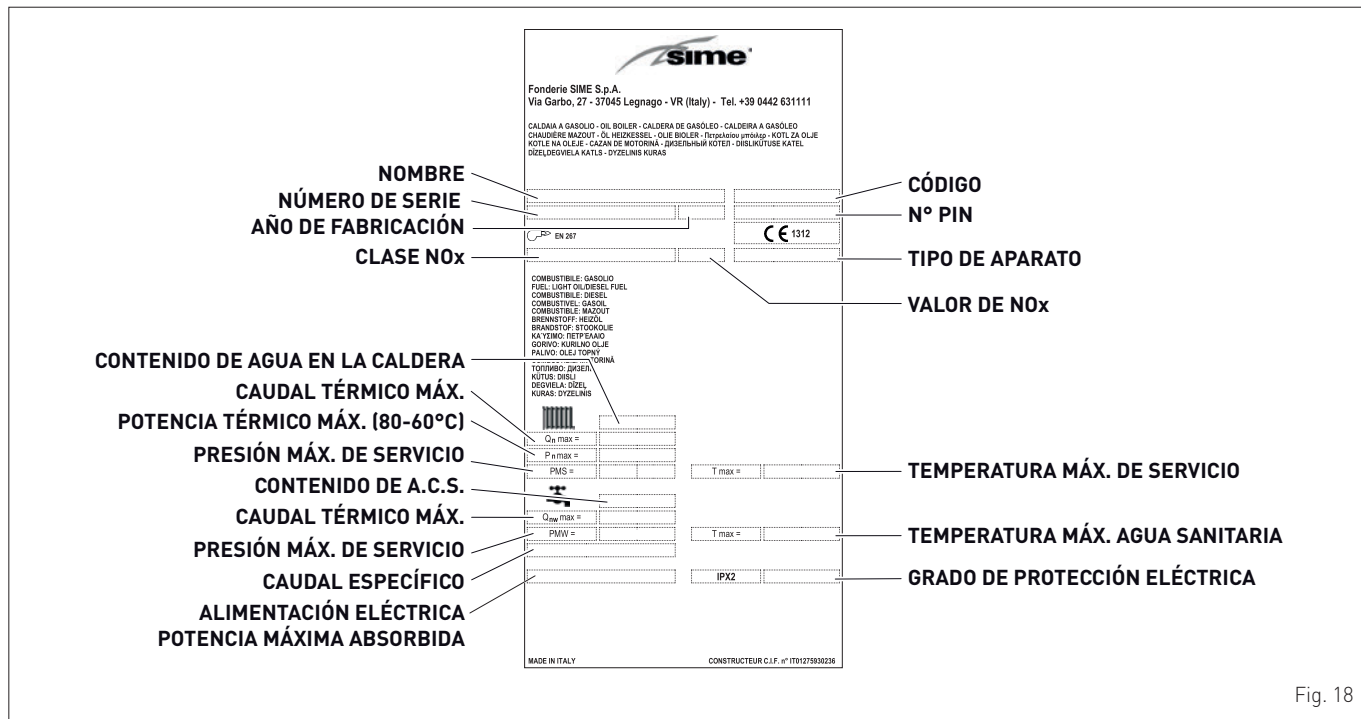 sime
Fonderie SIME S.p.A.
Via Garbo, 27 - 37045 Legnago - VR (Italy) - Tel. +39 0442 631111
CALDAIA A GASOLIO - OIL BOILER - CALDERA DE GASÓLEO - CALDEIRA A GASÓLEO
CHAUDIÈRE MAZOUT - ÖL HEIZKESSEL - OLIE BIOLER - Πετρελαίου μπόιλερ - KOTL ZA OLJE
KOTLE NA OLEJE - CAZAN DE MOTORINĂ - ДИЗЕЛЬНЫЙ КОТЕЛ - DIISLIKÜTUSE KATEL
DĪZEĻDEGVIELA KATLS - DYZELINIS KURAS
NOMBRE
CÓDIGO
NÚMERO DE SERIE
N° PIN
AÑO DE FABRICACIÓN
EN 267
CE 1312
CLASE NOx
TIPO DE APARATO
VALOR DE NOx
COMBUSTIBILE: GASOLIO
FUEL: LIGHT OIL/DIESEL FUEL
COMBUSTIBILE: DIESEL
COMBUSTIVEL: GASOIL
COMBUSTIBLE: MAZOUT
BRENNSTOFF: HEIZÖL
BRANDSTOF: STOOKOLIE
ΚΑΎΣΙΜΟ: ΠΕΤΡΈΛΑΙΟ
GORIVO: KURILNO OLJE
PALIVO: OLEJ TOPNÝ
TORINĂ
ТОПЛИВО: ДИЗЕЛ
KÜTUS: DIISLI
DEGVIELA: DĪZEĻ
KURAS: DYZELINIS
CONTENIDO DE AGUA EN LA CALDERA
CAUDAL TÉRMICO MÁX.
Qn max =
POTENCIA TÉRMICO MÁX. (80-60°C)
Pn max =
PRESIÓN MÁX. DE SERVICIO
PMS =
T max =
TEMPERATURA MÁX. DE SERVICIO
CONTENIDO DE A.C.S.
CAUDAL TÉRMICO MÁX.
Qnw max =
PRESIÓN MÁX. DE SERVICIO
PMW =
T max =
TEMPERATURA MÁX. AGUA SANITARIA
CAUDAL ESPECÍFICO
IPX2
GRADO DE PROTECCIÓN ELÉCTRICA
ALIMENTACIÓN ELÉCTRICA
POTENCIA MÁXIMA ABSORBIDA
MADE IN ITALY
CONSTRUCTEUR C.I.F. n° IT01275930236
Fig. 18